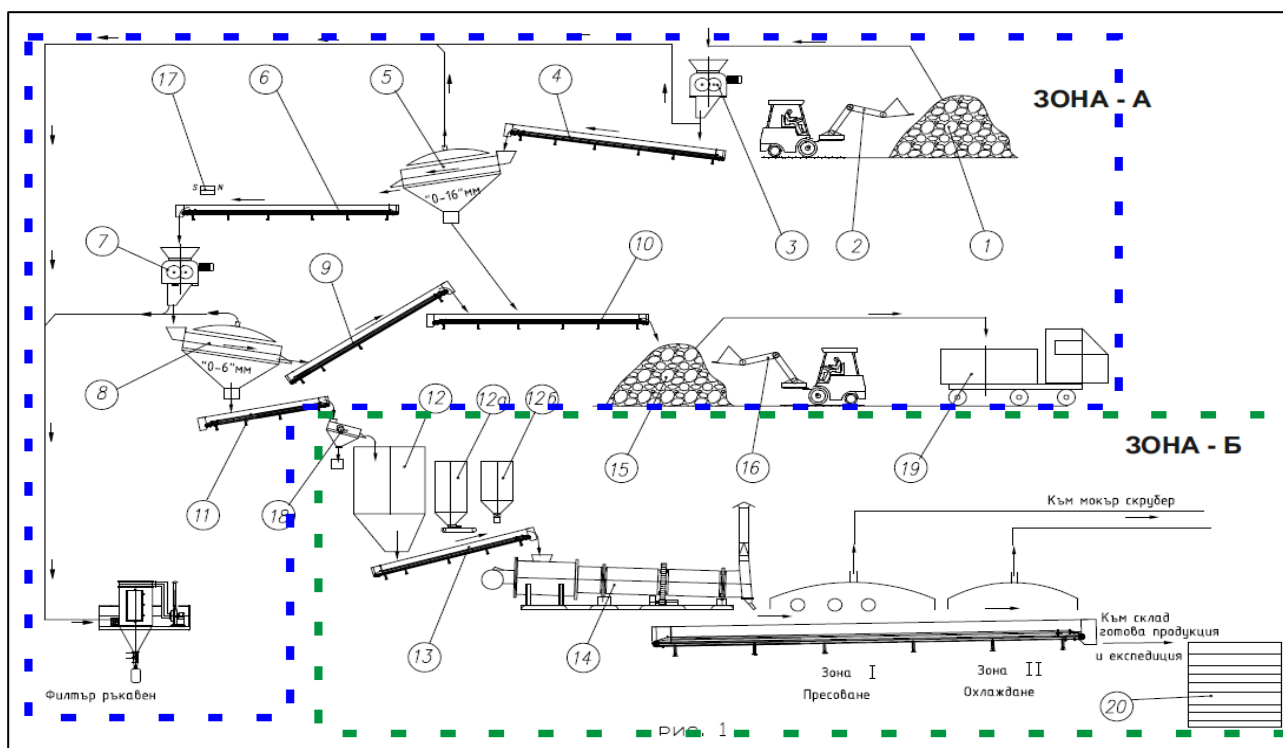 ЗОНА - А
17
6
5
4
"0-16"мм
S N
3
2
1
7
9
10
8
"0-6"мм
12
12а
12б
15
16
19
ЗОНА - Б
11
18
Към мокър скрубер
13
14
Към склад
готова продукция
и експедиция
Зона I
Пресоване
Зона II
Охлаждане
20
Филтър ръкавен
РИС. 1